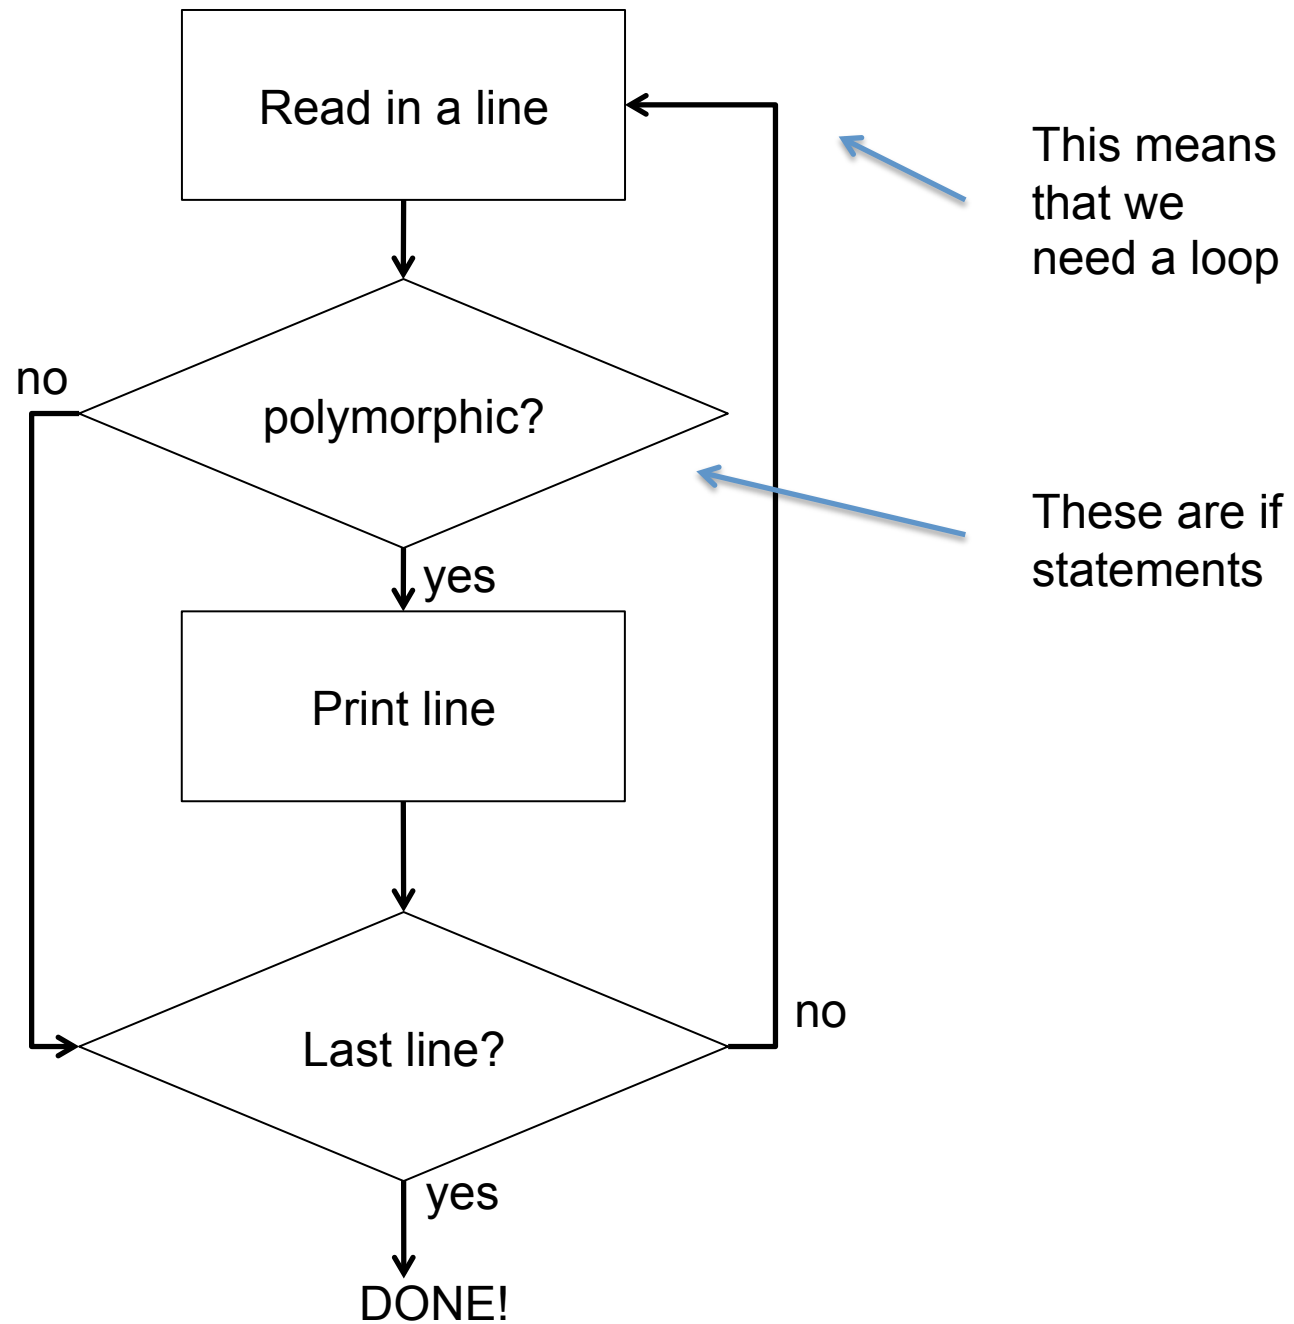 Read in a line
This means
that we
need a loop
no
polymorphic?
These are if
statements
yes
Print line
no
Last line?
yes
DONE!